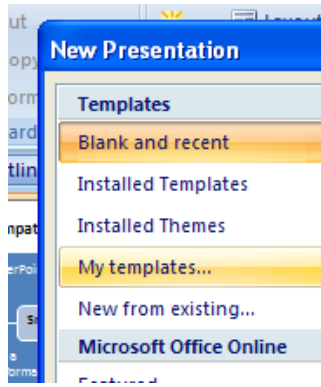 New Presentation
Templates
Blank and recent
Installed Templates
Installed Themes
My templates...
New from existing...
Microsoft Office Online
Featured